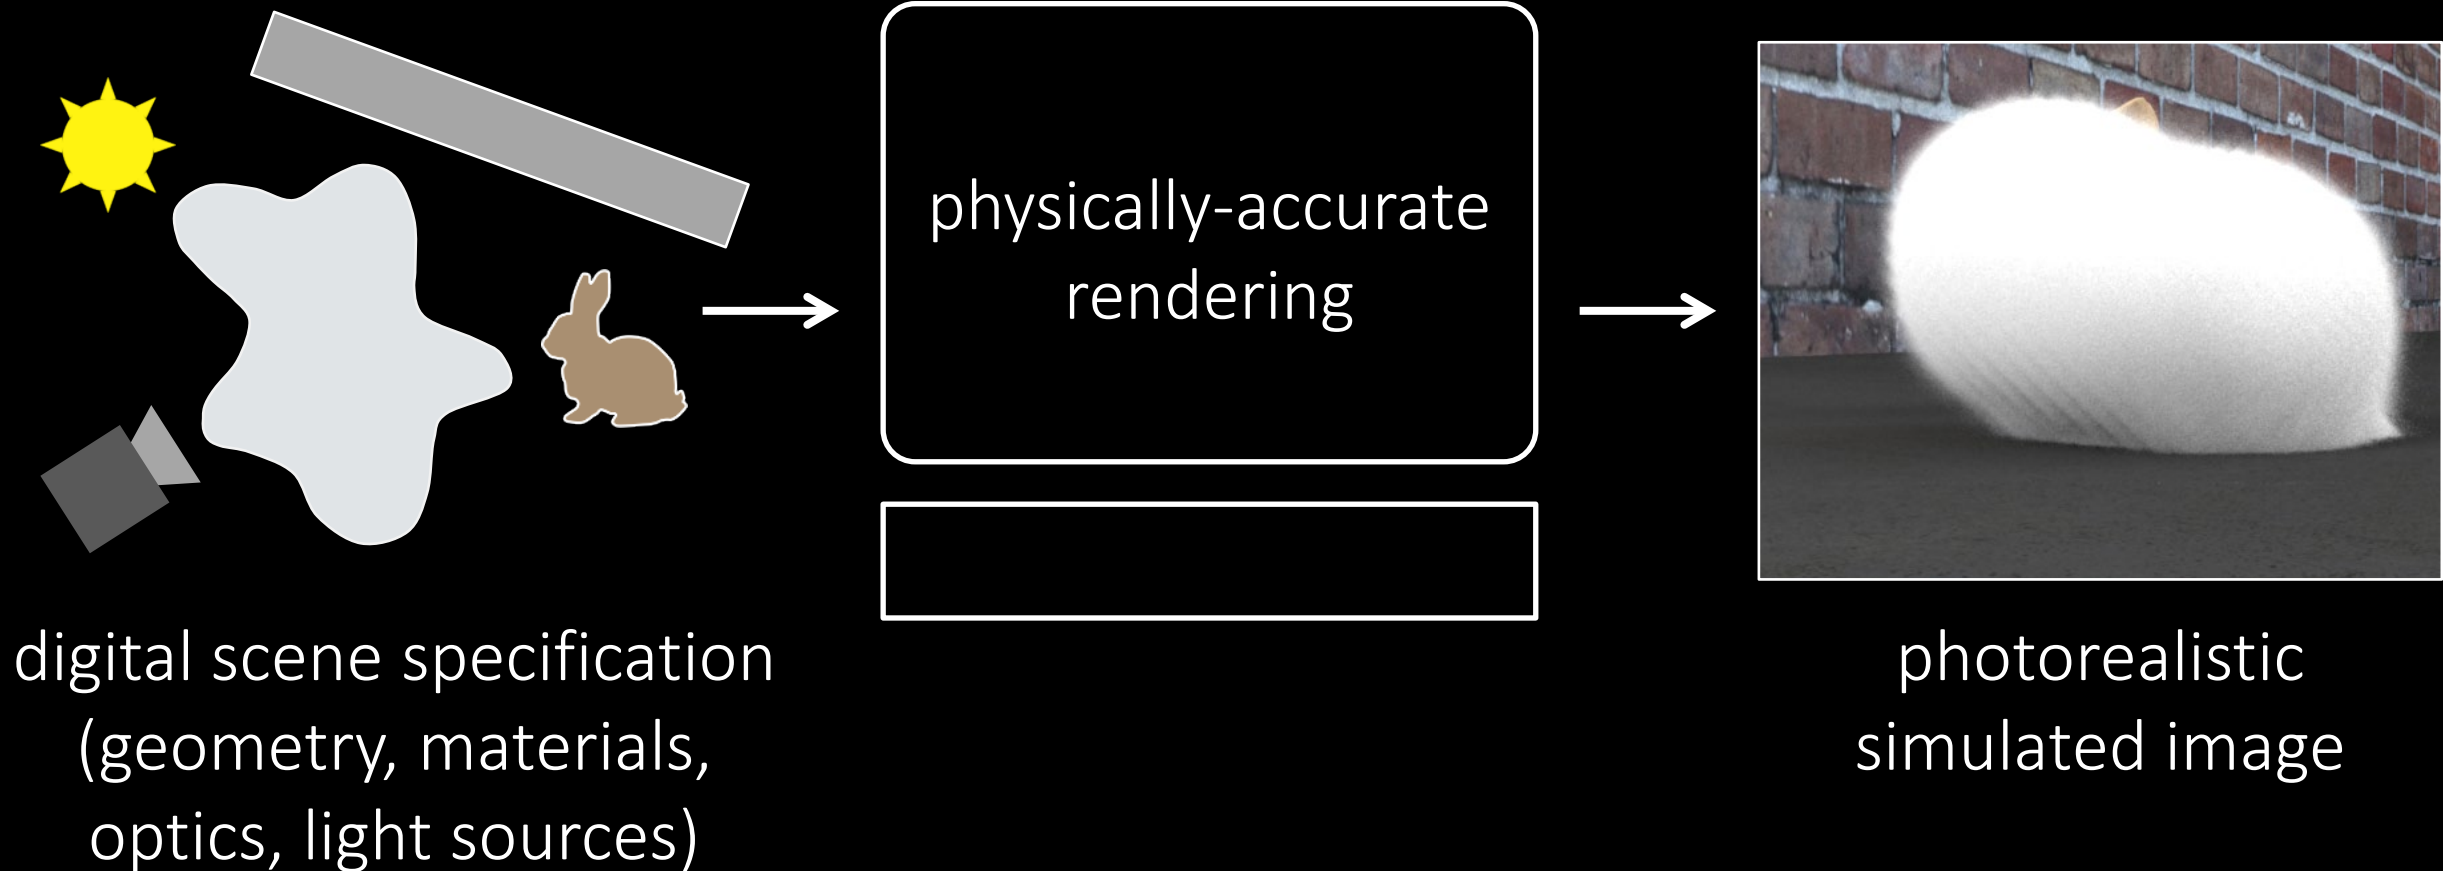 physically-accurate
rendering
digital scene specification
(geometry, materials,
optics, light sources)
photorealistic
simulated image